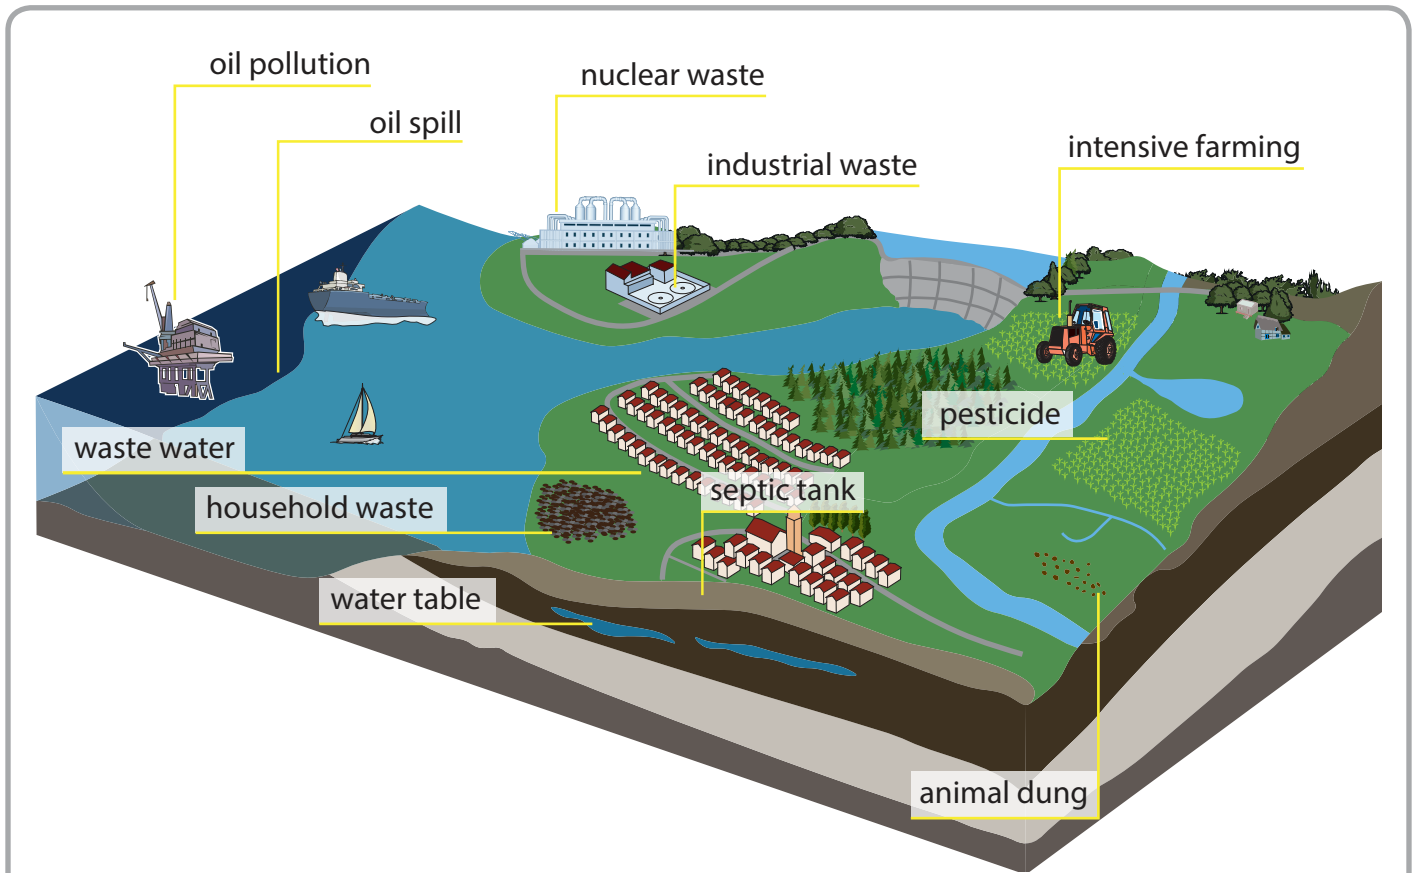 oil pollution
nuclear waste
oil spill
intensive farming
industrial waste
pesticide
waste water
septic tank
household waste
water table
animal dung